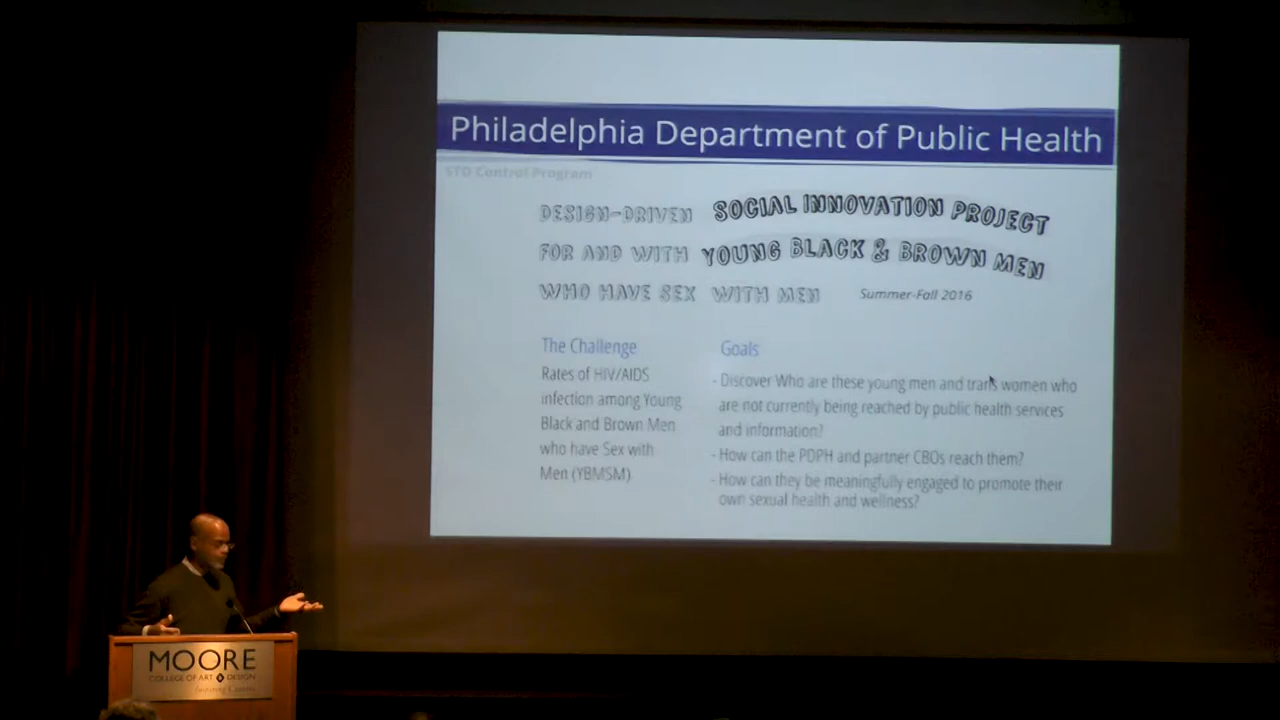 Philadelphia Department of Public Health
STD Control Program
DESIGN-DRIVEN SOCIAL INNOVATION PROJECT
FOR AND WITH YOUNG BLACK & BROWN MEN
WHO HAVE SEX WITH MEN Summer-Fall 2016
The Challenge
Rates of HIV/AIDS
infection among Young
Black and Brown Men
who have Sex with
Men (YBMSM)
Goals
- Discover Who are these young men and trans women who
are not currently being reached by public health services
and information?
- How can the PDPH and partner CBOs reach them?
- How can they be meaningfully engaged to promote their
own sexual health and wellness?
MOORE
COLLEGE OF ART & DESIGN
Inspiring Careers